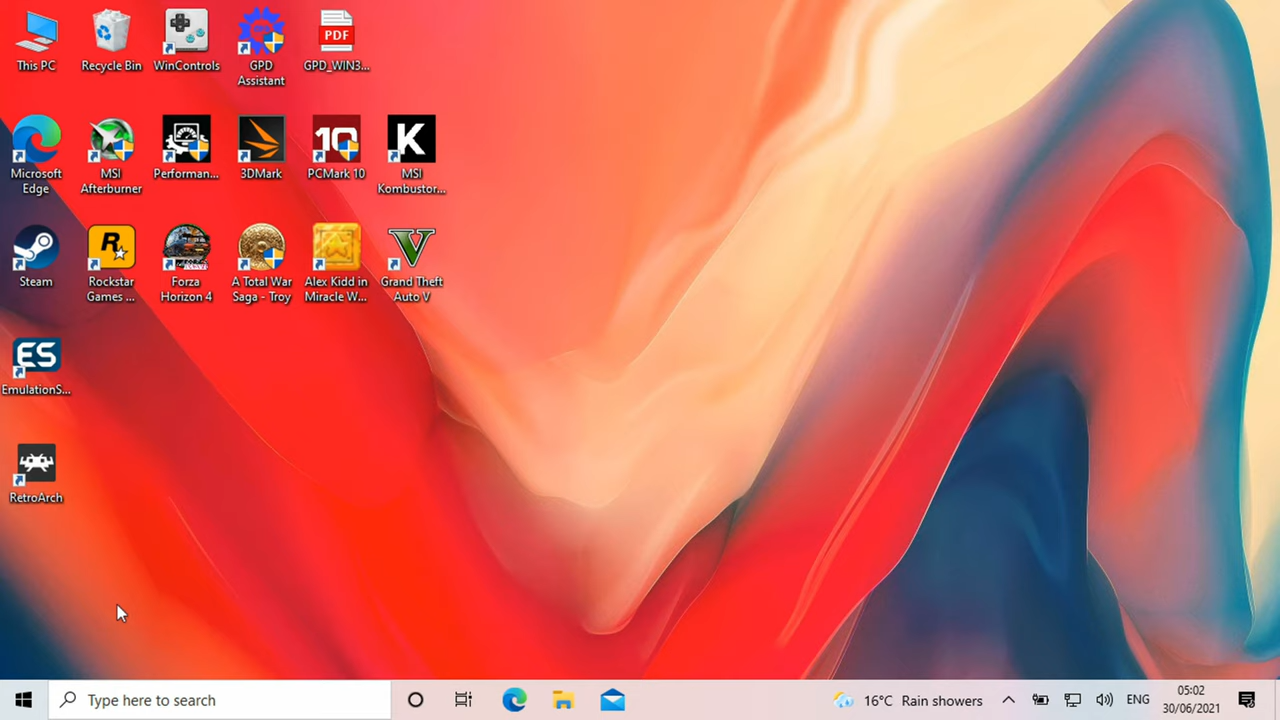 This PC
Recycle Bin
WinControls
GPD
Assistant
PDF
GPD_WIN3...
Microsoft
Edge
MSI
Afterburner
Performan...
3DMark
10
PCMark 10
K
MSI
Kombustor...
Steam
R
Rockstar
Games ...
Forza
Horizon 4
A Total War
Saga - Troy
Alex Kidd in
Miracle W...
V
Grand Theft
Auto V
ES
EmulationS...
RetroArch
Type here to search
16°C Rain showers
ENG
05:02
30/06/2021